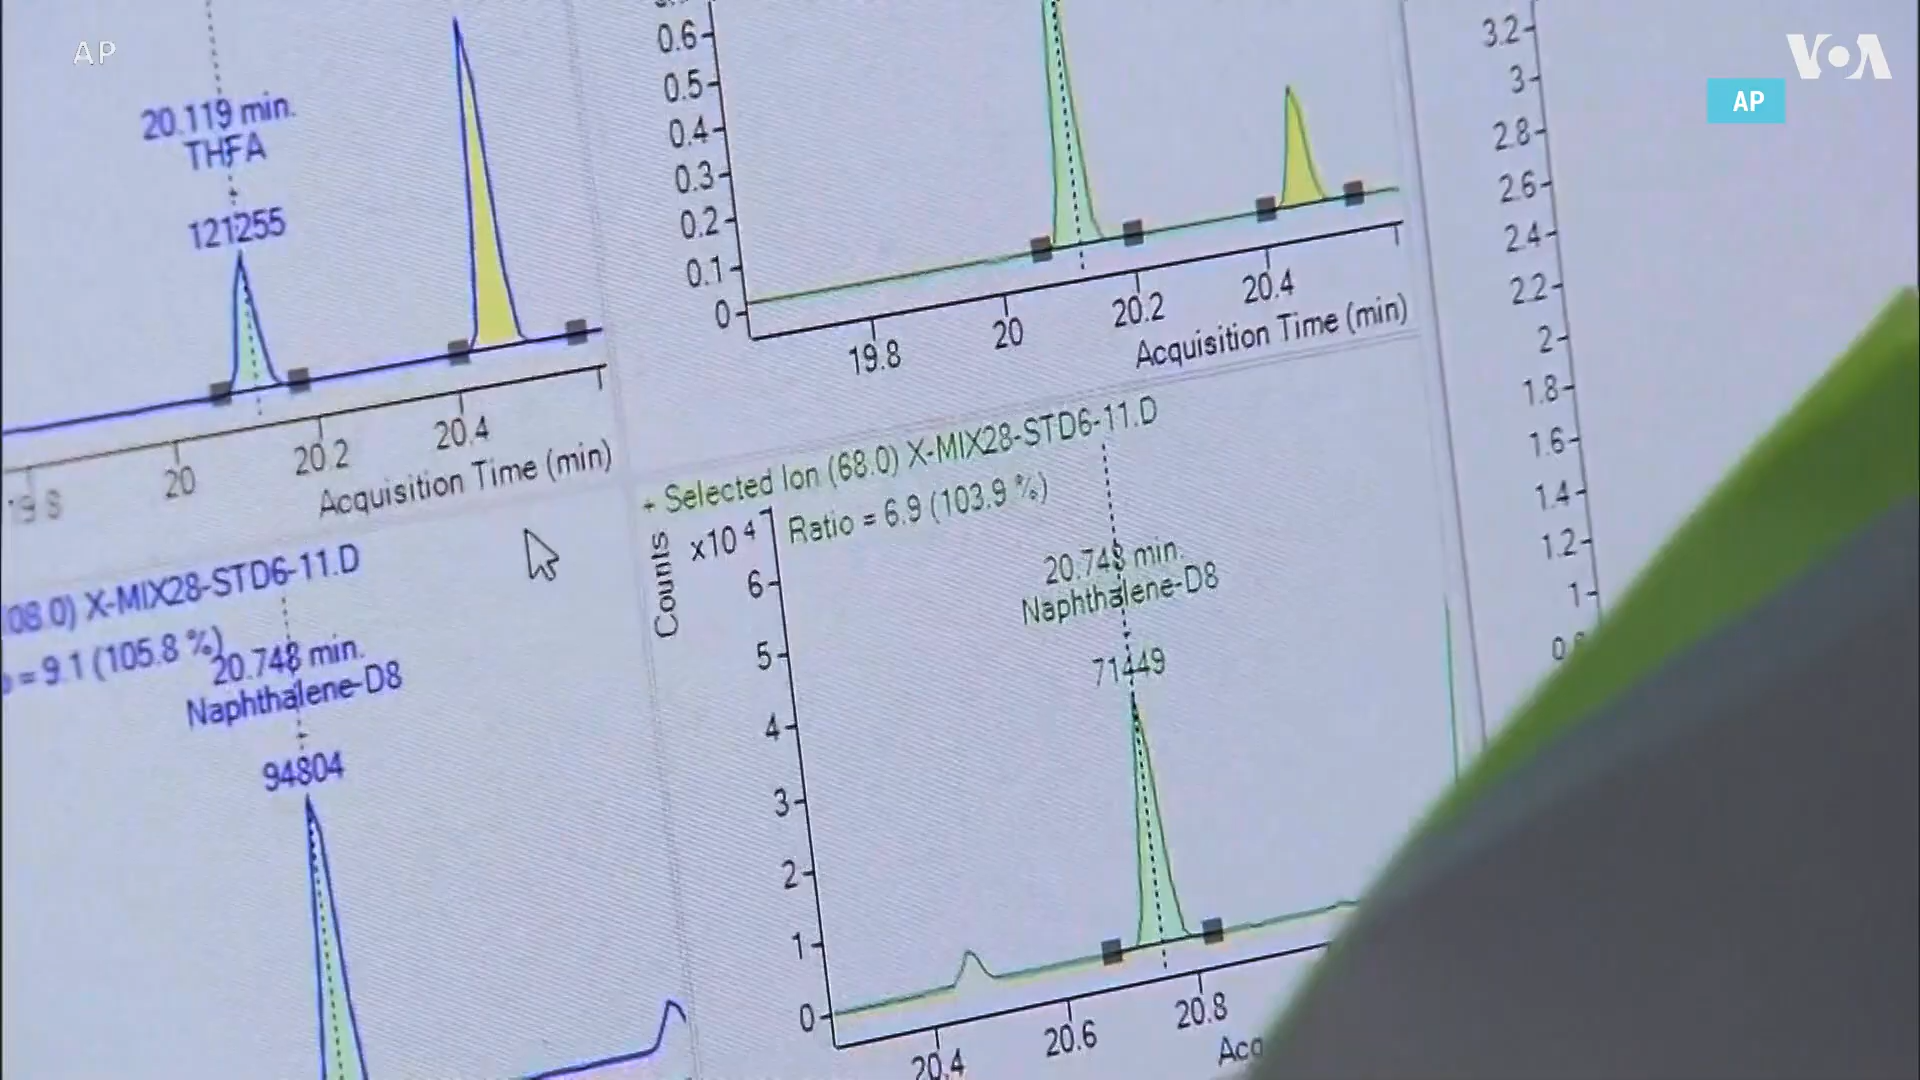 AP
VOA
AP
20.119 min.
THFA
121255
20 20.2 20.4
Acquisition Time (min)
0.6
0.5
0.4
0.3
0.2
0.1
0
19.8 20 20.2 20.4
Acquisition Time (min)
3.2
3
2.8
2.6
2.4
2.2
2
1.8
1.6
1.4
1.2
1
08.0) X-MIX28-STD6-11.D
= 9.1 (105.8 %)
20.748 min.
Naphthalene-D8
94804
+ Selected Ion (68.0) X-MIX28-STD6-11.D
Ratio = 6.9 (103.9 %)
Counts
x10 4
20.748 min.
Naphthalene-D8
71449
6
5
4
3
2
1
0
20.4 20.6 20.8